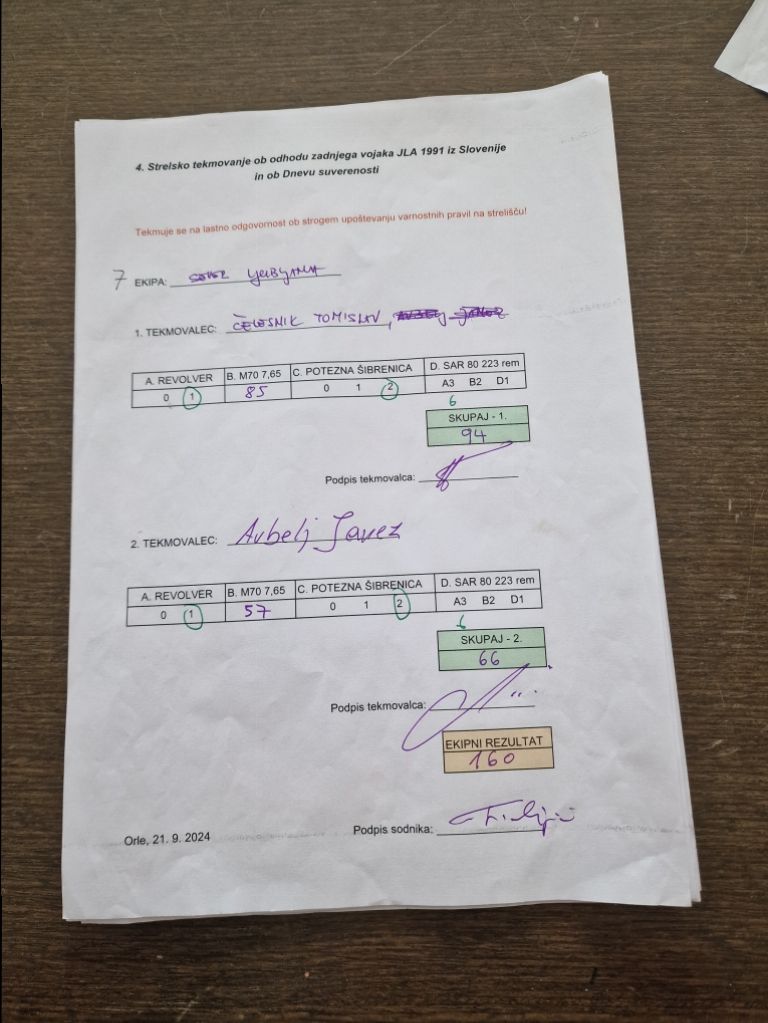 4. Strelsko tekmovanje ob odhodu zadnjega vojaka JLA 1991 iz Slovenije
in ob Dnevu suverenosti
Tekmuje se na lastno odgovornost ob strogem upoštevanju varnostnih pravil na strelišču!
7 EKIPA: LJUBLJANA
1. TEKMOVALEC: ČELESNIK TOMISLAV,
A. REVOLVER B. M70 7,65 C. POTEZNA ŠIBRENICA D. SAR 80 223 rem
0 1 85 0 1 2 A3 B2 D1
6
SKUPAJ - 1.
94
Podpis tekmovalca:
2. TEKMOVALEC: Avbelj Janez
A. REVOLVER B. M70 7,65 C. POTEZNA ŠIBRENICA D. SAR 80 223 rem
0 1 57 0 1 2 A3 B2 D1
6
SKUPAJ - 2.
66
Podpis tekmovalca:
EKIPNI REZULTAT
160
Orle, 21. 9. 2024 Podpis sodnika: